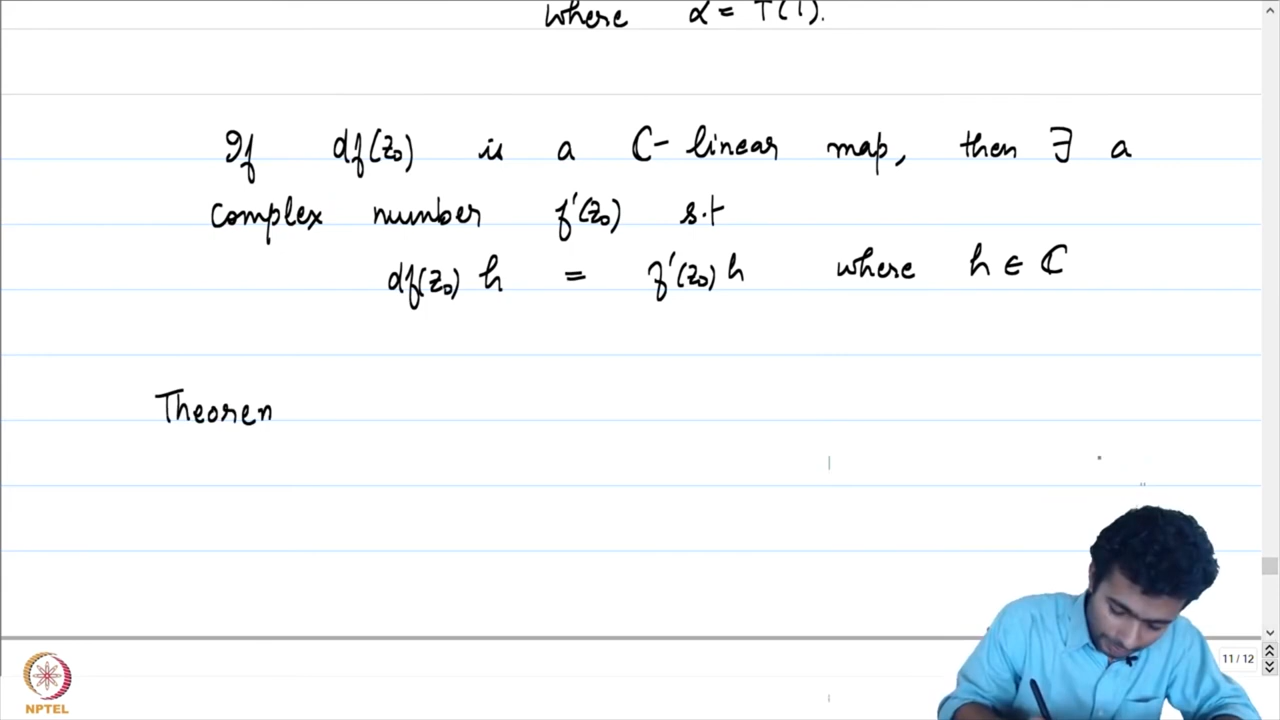 where α = T(1).
If df(z₀) is a ℂ-linear map, then ∃ a
complex number f'(z₀) s.t
df(z₀) h = f'(z₀) h where h ∈ ℂ
Theorem
11 / 12
NPTEL